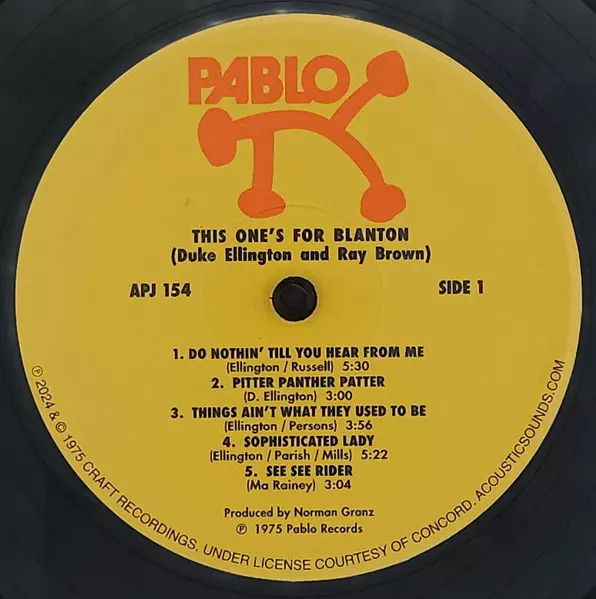 PABLO
THIS ONE'S FOR BLANTON
(Duke Ellington and Ray Brown)
APJ 154
SIDE 1
1. DO NOTHIN' TILL YOU HEAR FROM ME
(Ellington / Russell) 5:30
2. PITTER PANTHER PATTER
(D. Ellington) 3:00
3. THINGS AIN'T WHAT THEY USED TO BE
(Ellington / Persons) 3:56
4. SOPHISTICATED LADY
(Ellington / Parish / Mills) 5:22
5. SEE SEE RIDER
(Ma Rainey) 3:04
Produced by Norman Granz
℗ 1975 Pablo Records
℗ 2024 & © 1975 CRAFT RECORDINGS. UNDER LICENSE COURTESY OF CONCORD. ACOUSTICSOUNDS.COM